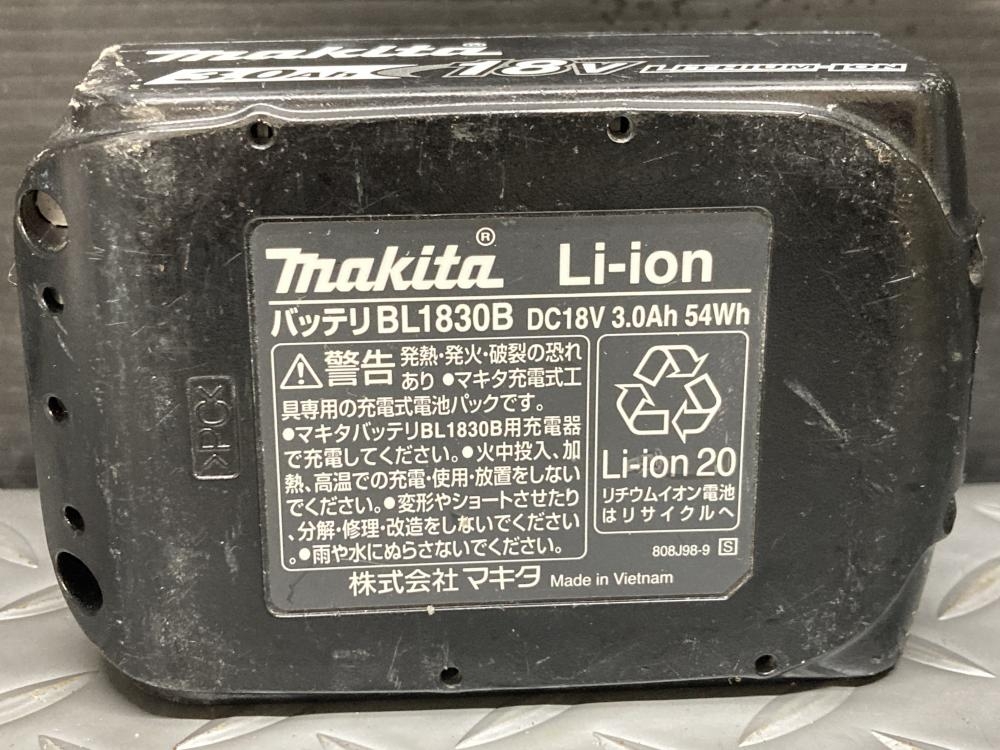 makita
3.0Ah 18V LITHIUM-ION
makita® Li-ion
バッテリBL1830B DC18V 3.0Ah 54Wh
⚠警告 発熱・発火・破裂の恐れ
あり ●マキタ充電式工
具専用の充電式電池パックです。
●マキタバッテリBL1830B用充電器
で充電してください。●火中投入、加
熱、高温での充電・使用・放置をしない
でください。●変形やショートさせたり
、分解・修理・改造をしないでください
。●雨や水にぬらさないでください。
Li-ion 20
リチウムイオン電池
はリサイクルへ
808J98-9 S
株式会社マキタ Made in Vietnam
>PC<